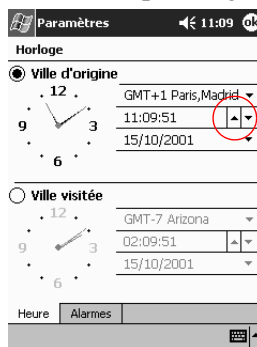 Paramètres 11:09 ok
Horloge
Ville d'origine
12
9 3
6
GMT+1 Paris,Madrid
11:09:51
15/10/2001
Ville visitée
12
9 3
6
GMT-7 Arizona
02:09:51
15/10/2001
Heure Alarmes